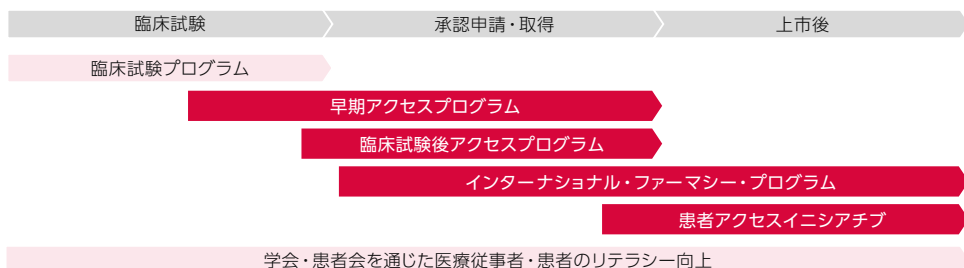 臨床試験
承認申請・取得
上市後
臨床試験プログラム
早期アクセスプログラム
臨床試験後アクセスプログラム
インターナショナル・ファーマシー・プログラム
患者アクセスイニシアチブ
学会・患者会を通じた医療従事者・患者のリテラシー向上